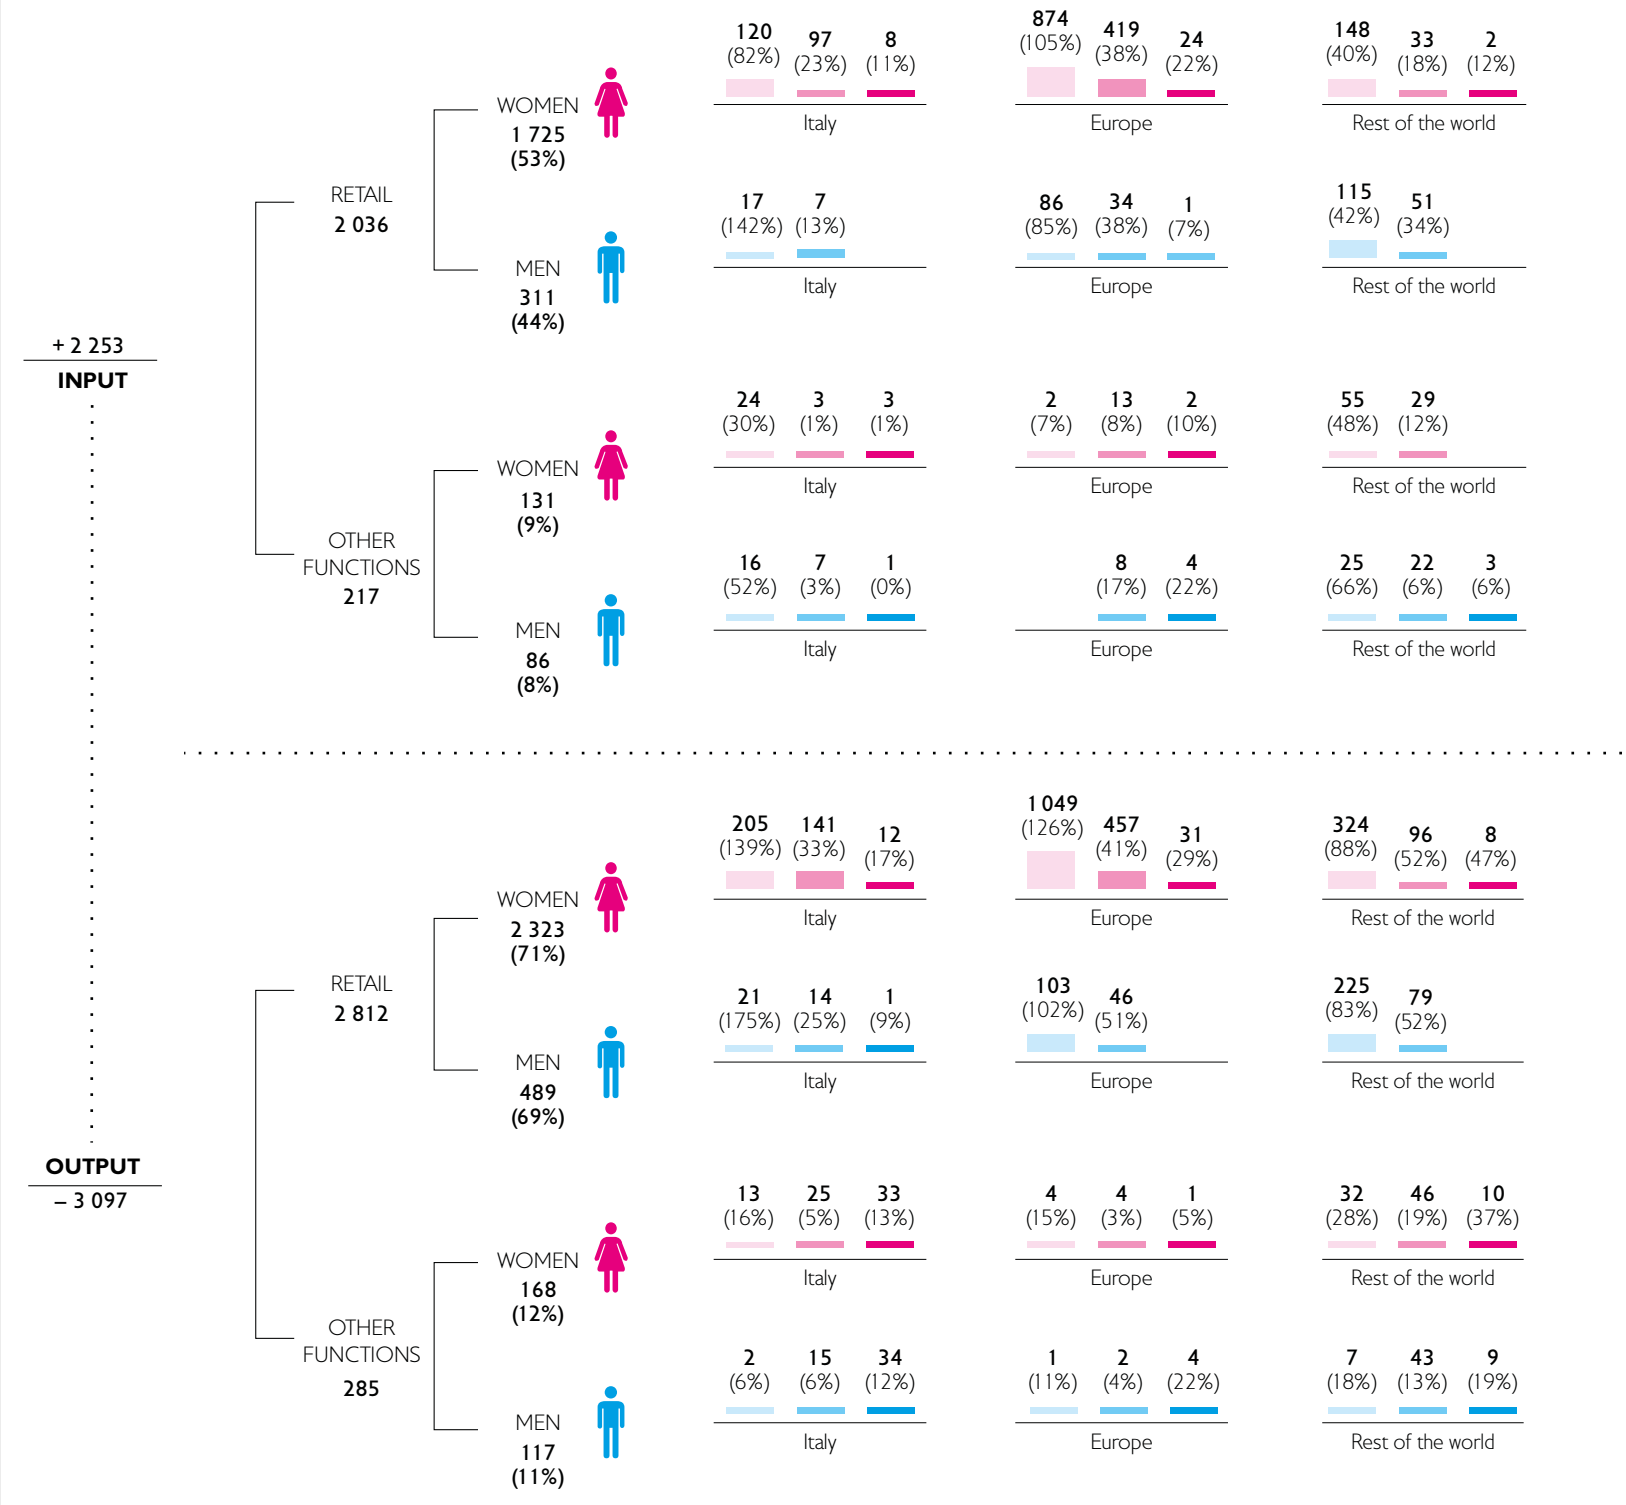 + 2 253
INPUT
RETAIL
2 036
WOMEN
1 725
(53%)
120 97 8
(82%) (23%) (11%)
Italy
874 419 24
(105%) (38%) (22%)
Europe
148 33 2
(40%) (18%) (12%)
Rest of the world
MEN
311
(44%)
17 7
(142%) (13%)
Italy
86 34 1
(85%) (38%) (7%)
Europe
115 51
(42%) (34%)
Rest of the world
OTHER
FUNCTIONS
217
WOMEN
131
(9%)
24 3 3
(30%) (1%) (1%)
Italy
2 13 2
(7%) (8%) (10%)
Europe
55 29
(48%) (12%)
Rest of the world
MEN
86
(8%)
16 7 1
(52%) (3%) (0%)
Italy
8 4
(17%) (22%)
Europe
25 22 3
(66%) (6%) (6%)
Rest of the world
OUTPUT
– 3 097
RETAIL
2 812
WOMEN
2 323
(71%)
205 141 12
(139%) (33%) (17%)
Italy
1 049 457 31
(126%) (41%) (29%)
Europe
324 96 8
(88%) (52%) (47%)
Rest of the world
MEN
489
(69%)
21 14 1
(175%) (25%) (9%)
Italy
103 46
(102%) (51%)
Europe
225 79
(83%) (52%)
Rest of the world
OTHER
FUNCTIONS
285
WOMEN
168
(12%)
13 25 33
(16%) (5%) (13%)
Italy
4 4 1
(15%) (3%) (5%)
Europe
32 46 10
(28%) (19%) (37%)
Rest of the world
MEN
117
(11%)
2 15 34
(6%) (6%) (12%)
Italy
1 2 4
(11%) (4%) (22%)
Europe
7 43 9
(18%) (13%) (19%)
Rest of the world